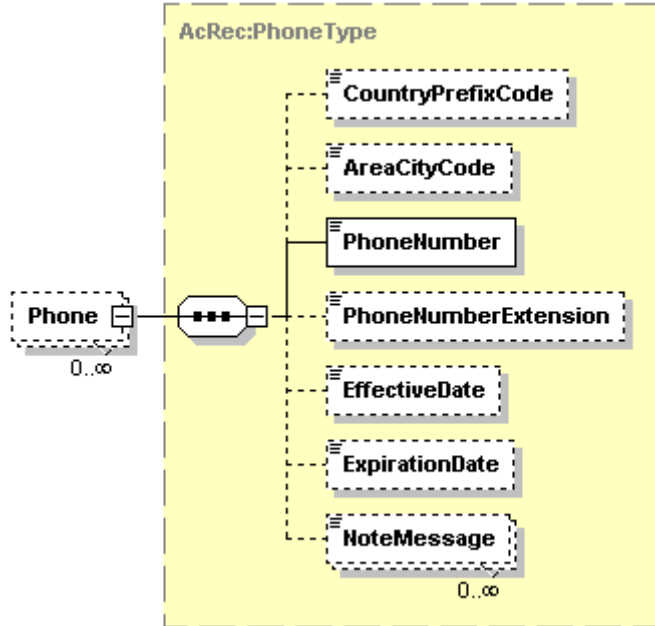 AcRec:PhoneType
CountryPrefixCode
AreaCityCode
PhoneNumber
Phone
0..∞
PhoneNumberExtension
EffectiveDate
ExpirationDate
NoteMessage
0..∞